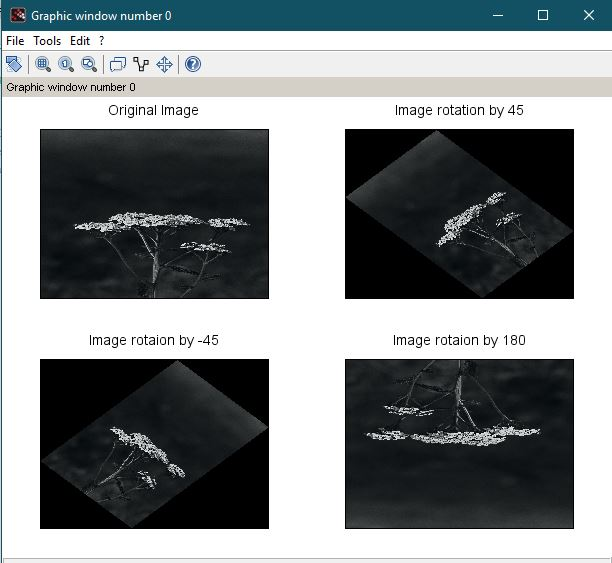 Graphic window number 0
File Tools Edit ?
Graphic window number 0
Original Image
Image rotation by 45
Image rotaion by -45
Image rotaion by 180